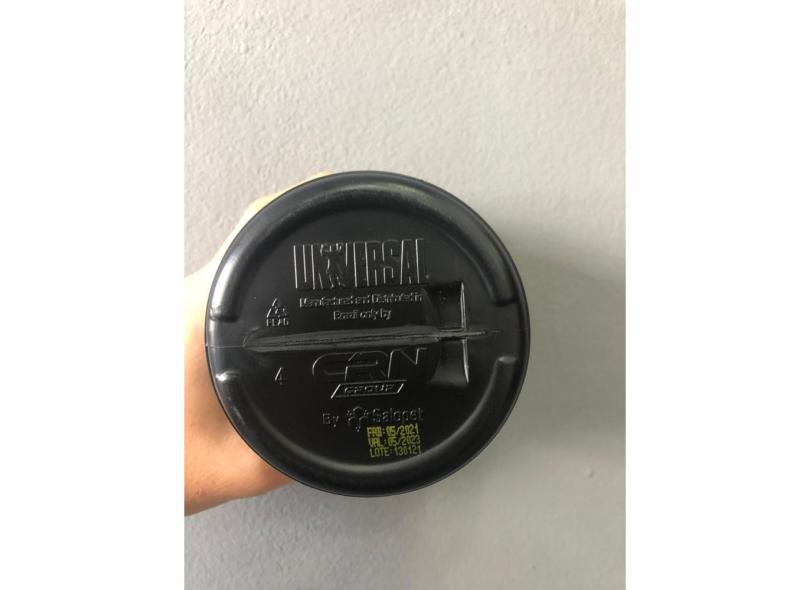 UNIVERSAL
Manufactured and Distributed in
Brazil only by
PEAD
4
CRN
GROUP
By Salopet
FAB: 05/2021
VAL: 05/2023
LOTE: 130121